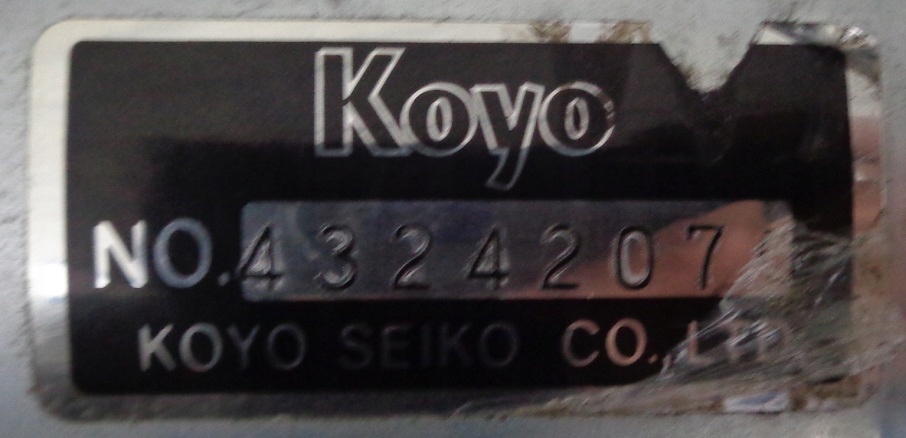 Koyo
NO. 4324207
KOYO SEIKO CO., LTD.